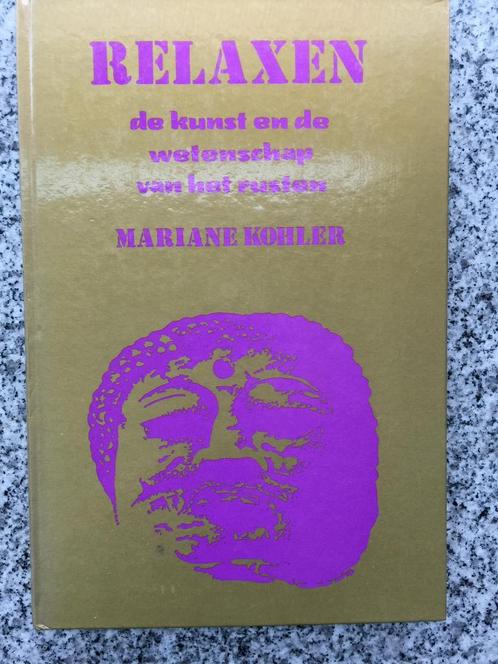 RELAXEN
de kunst en de
wetenschap
van het rusten
MARIANE KOHLER